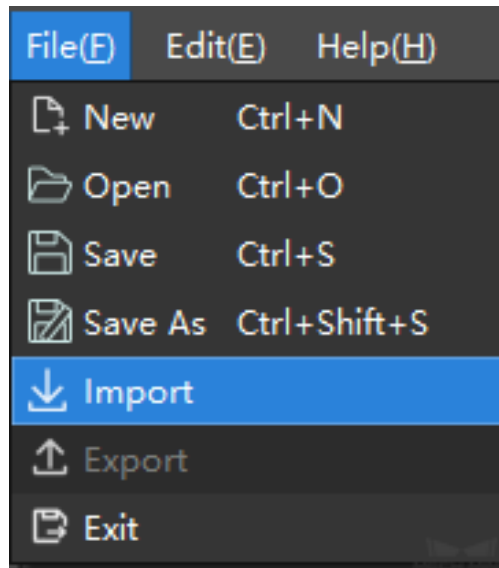 File(F) Edit(E) Help(H)
New Ctrl+N
Open Ctrl+O
Save Ctrl+S
Save As Ctrl+Shift+S
Import
Export
Exit